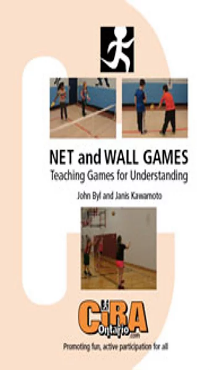 NET and WALL GAMES
Teaching Games for Understanding
John Byl and Janis Kawamoto
CIRA
Ontario.com
Promoting fun, active participation for all